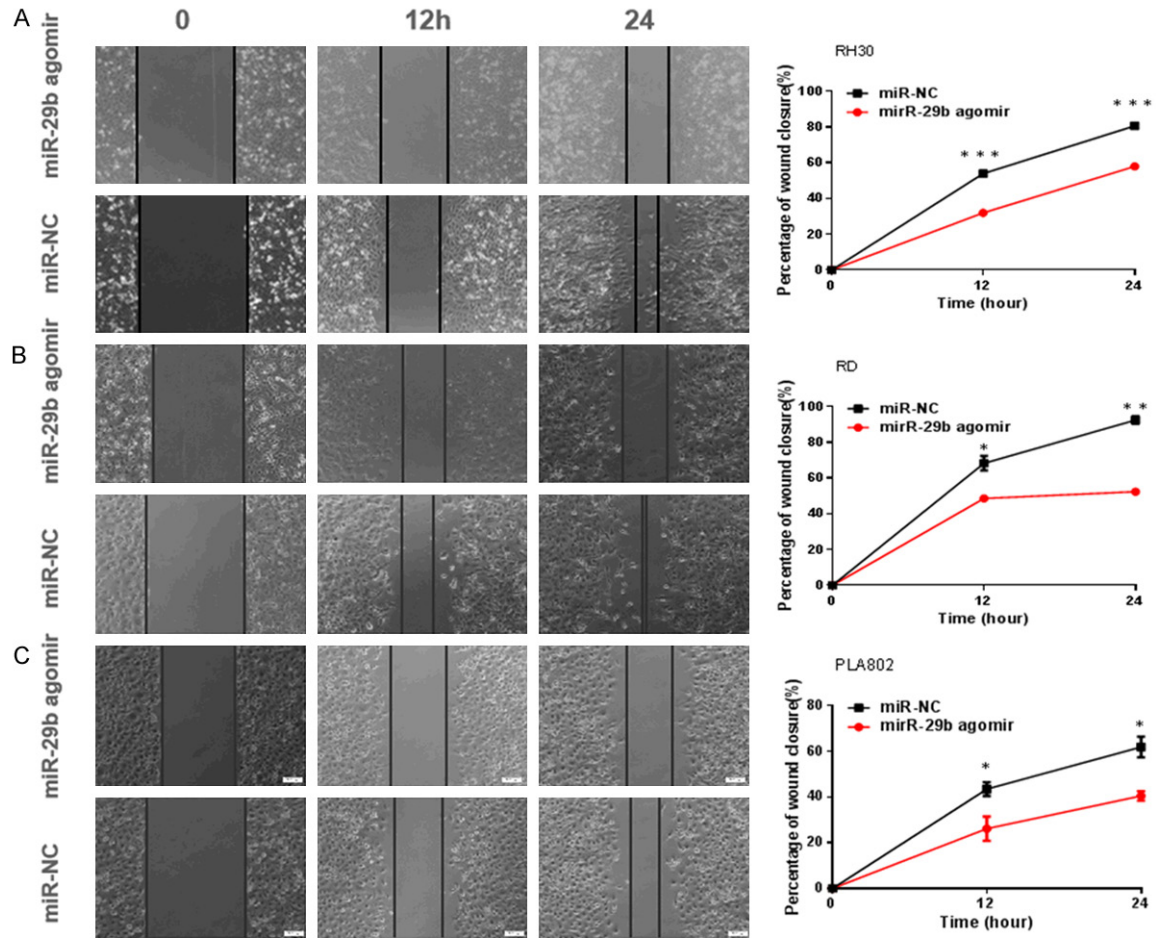 A
0
12h
24
miR-29b agomir
miR-NC
RH30
miR-NC
mirR-29b agomir
* * *
* * *
Percentage of wound closure(%)
100
80
60
40
20
0
0
12
24
Time (hour)
B
miR-29b agomir
miR-NC
RD
miR-NC
mirR-29b agomir
*
* *
Percentage of wound closure(%)
100
80
60
40
20
0
0
12
24
Time (hour)
C
miR-29b agomir
miR-NC
PLA802
miR-NC
mirR-29b agomir
*
*
Percentage of wound closure(%)
80
60
40
20
0
0
12
24
Time (hour)